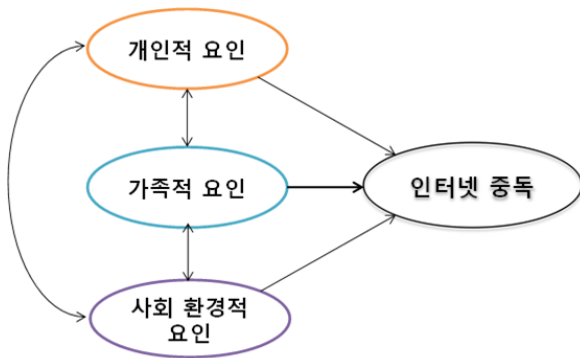 개인적 요인
가족적 요인
인터넷 중독
사회 환경적
요인